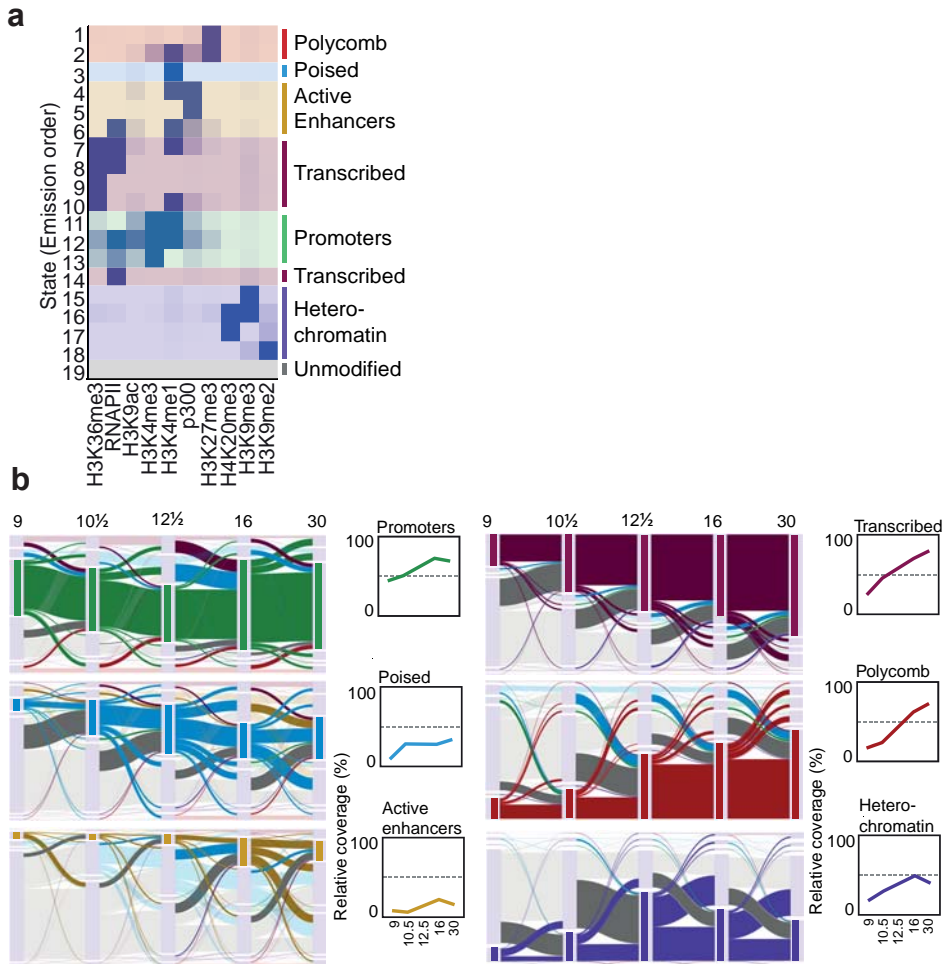 a
State (Emission order)
1
2
3
4
5
6
7
8
9
10
11
12
13
14
15
16
17
18
19
Polycomb
Poised
Active
Enhancers
Transcribed
Promoters
Transcribed
Hetero-
chromatin
Unmodified
H3K36me3
RNAPII
H3K9ac
H3K4me3
H3K4me1
p300
H3K27me3
H4K20me3
H3K9me3
H3K9me2
b
9 10½ 12½ 16 30
Promoters
100
0
Poised
100
0
Active
enhancers
100
0
9
10.5
12.5
16
30
Relative coverage (%)
9 10½ 12½ 16 30
Transcribed
100
0
Polycomb
100
0
Hetero-
chromatin
100
0
9
10.5
12.5
16
30
Relative coverage (%)